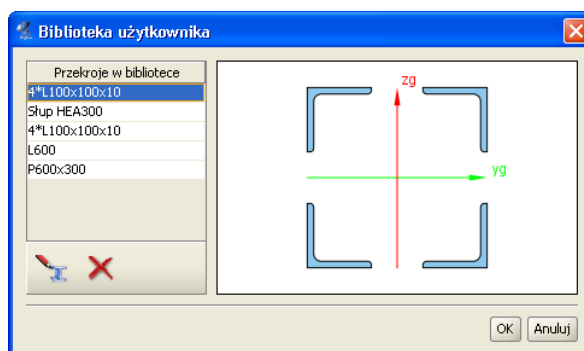 Biblioteka użytkownika
Przekroje w bibliotece
4*L100x100x10
Słup HEA300
4*L100x100x10
L600
P600x300
zg
yg
OK
Anuluj